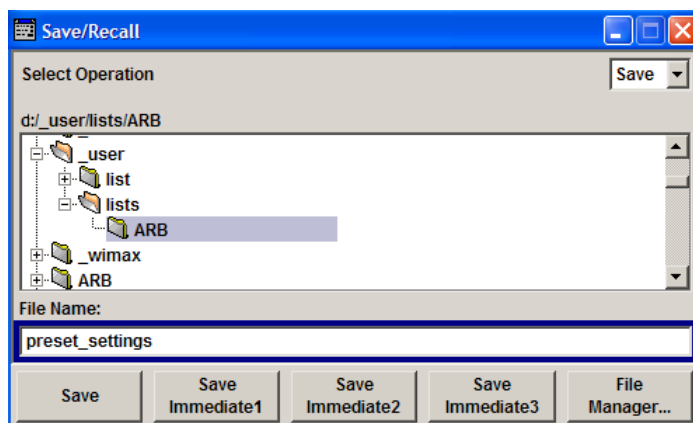 Save/Recall
Select Operation Save
d:/_user/lists/ARB
_user
list
lists
ARB
_wimax
ARB
File Name:
preset_settings
Save
Save Immediate1
Save Immediate2
Save Immediate3
File Manager...